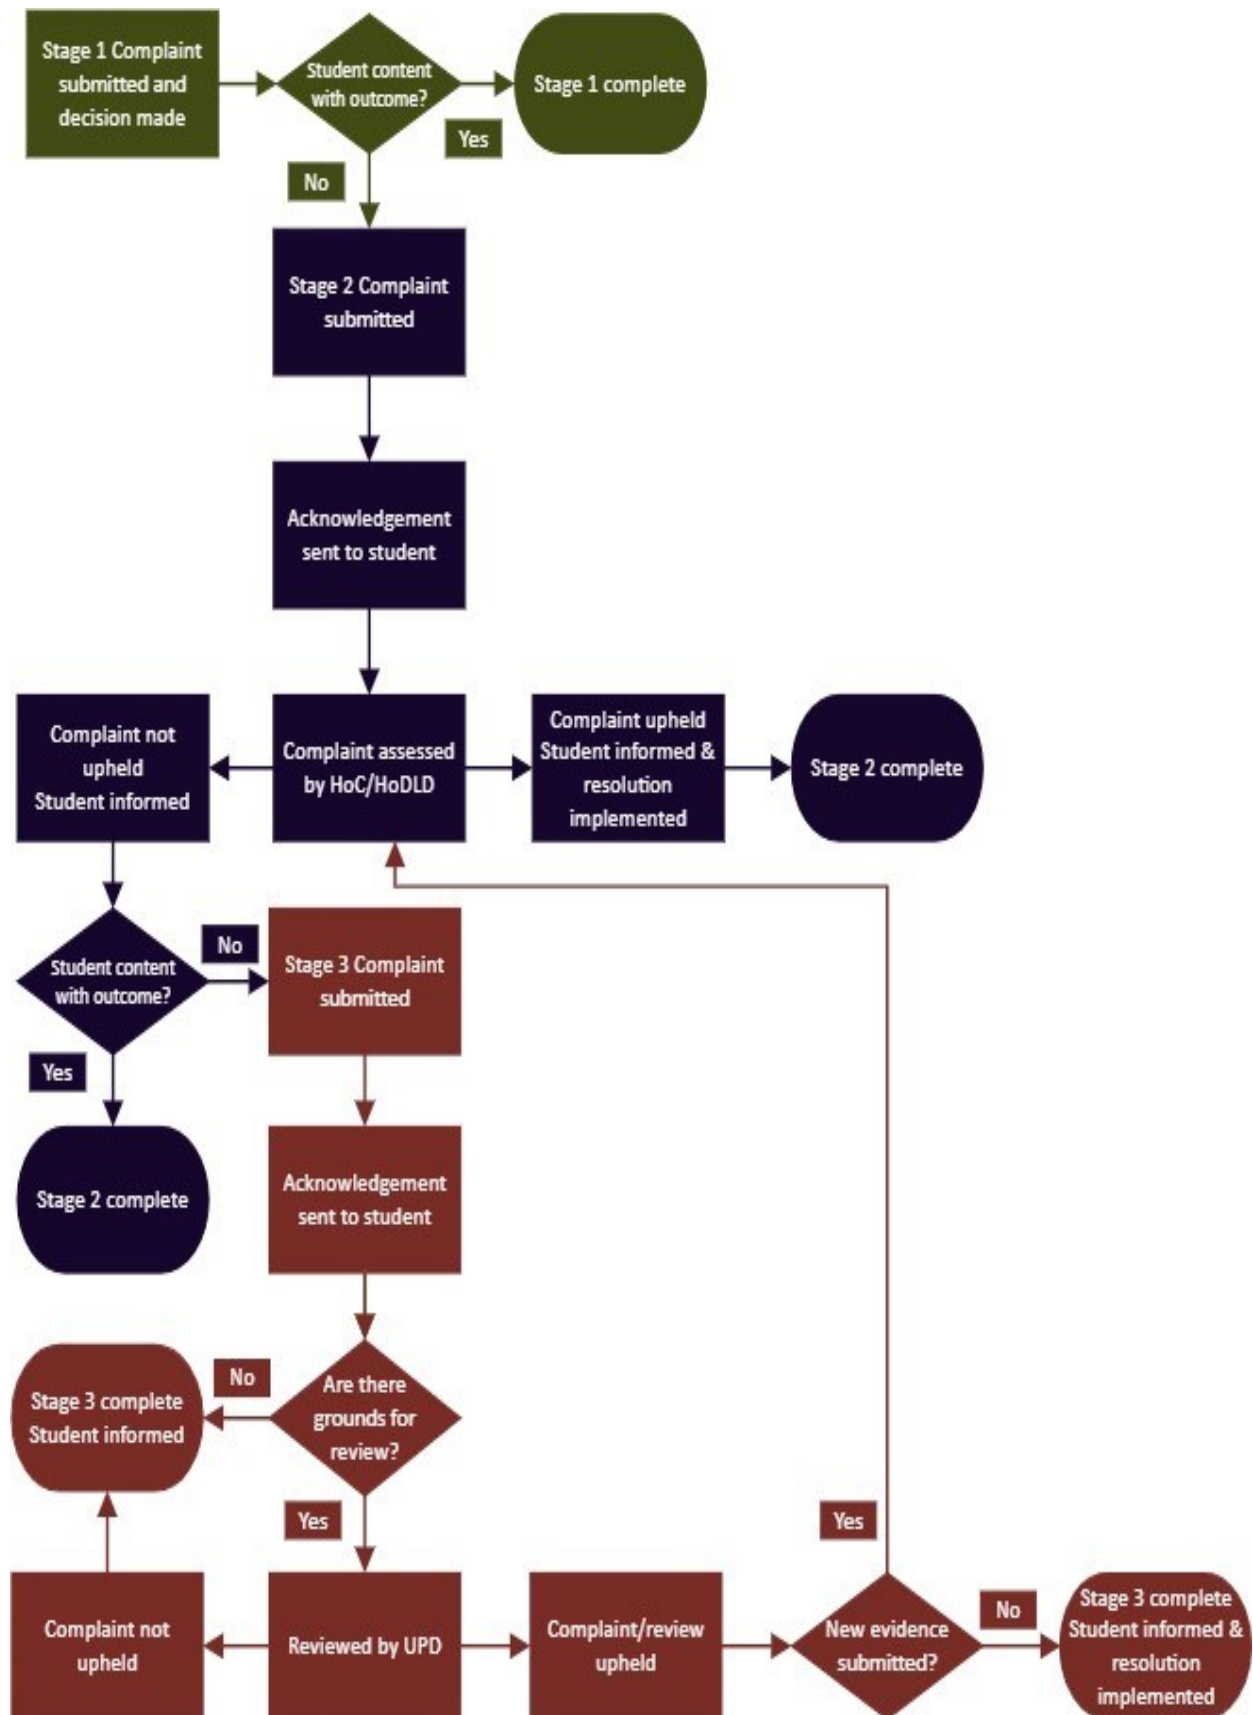 Stage 1 Complaint
submitted and
decision made
Student content
with outcome?
Stage 1 complete
Yes
No
Stage 2 Complaint
submitted
Acknowledgement
sent to student
Complaint not
upheld
Student informed
Complaint assessed
by HoC/HoDLD
Complaint upheld
Student informed &
resolution
implemented
Stage 2 complete
Student content
with outcome?
No
Stage 3 Complaint
submitted
Yes
Stage 2 complete
Acknowledgement
sent to student
Stage 3 complete
Student informed
No
Are there
grounds for
review?
Yes
Yes
Complaint not
upheld
Reviewed by UPD
Complaint/review
upheld
New evidence
submitted?
No
Stage 3 complete
Student informed &
resolution
implemented